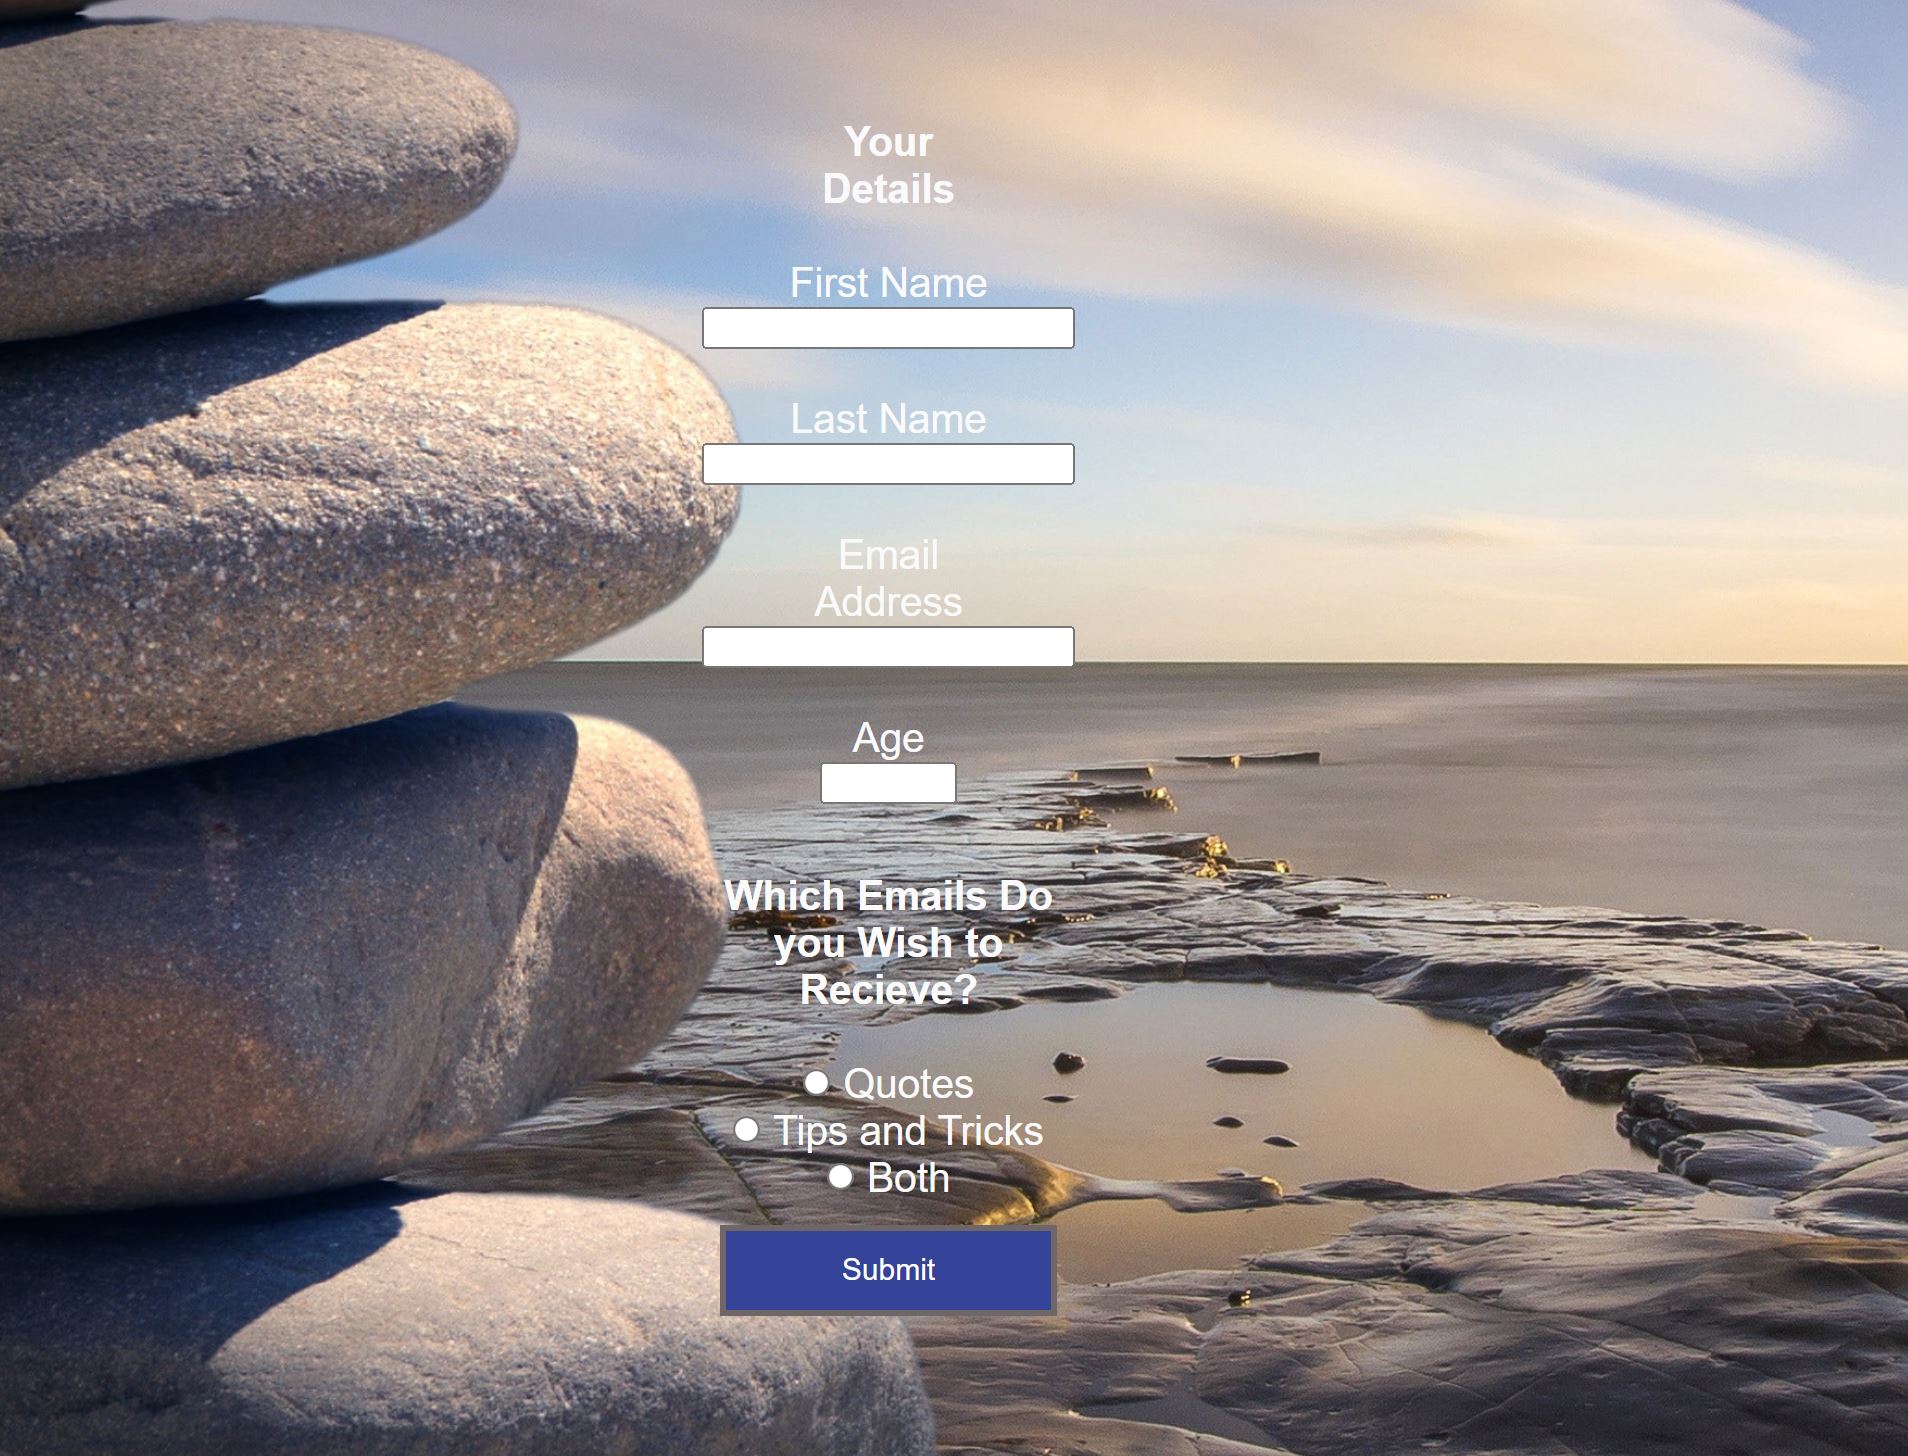 Your
Details
First Name
Last Name
Email
Address
Age
Which Emails Do
you Wish to
Recieve?
Quotes
Tips and Tricks
Both
Submit